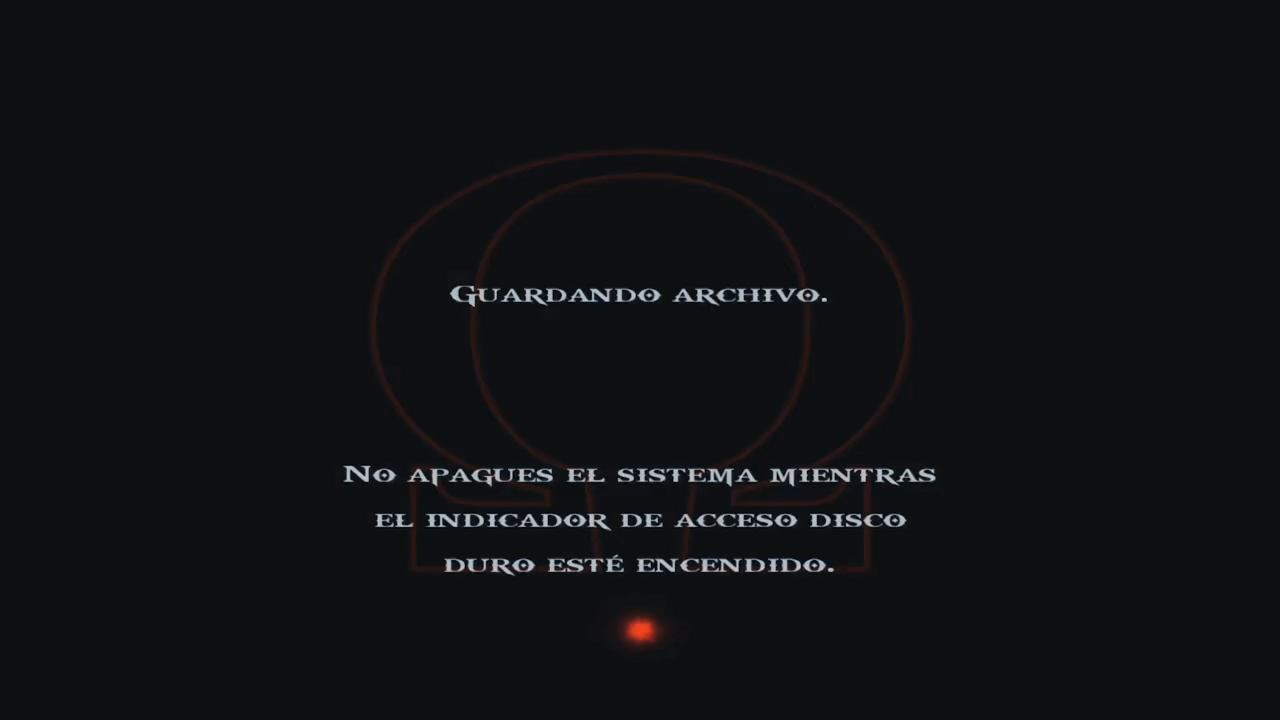 Guardando archivo.
No apagues el sistema mientras
el indicador de acceso disco
duro esté encendido.